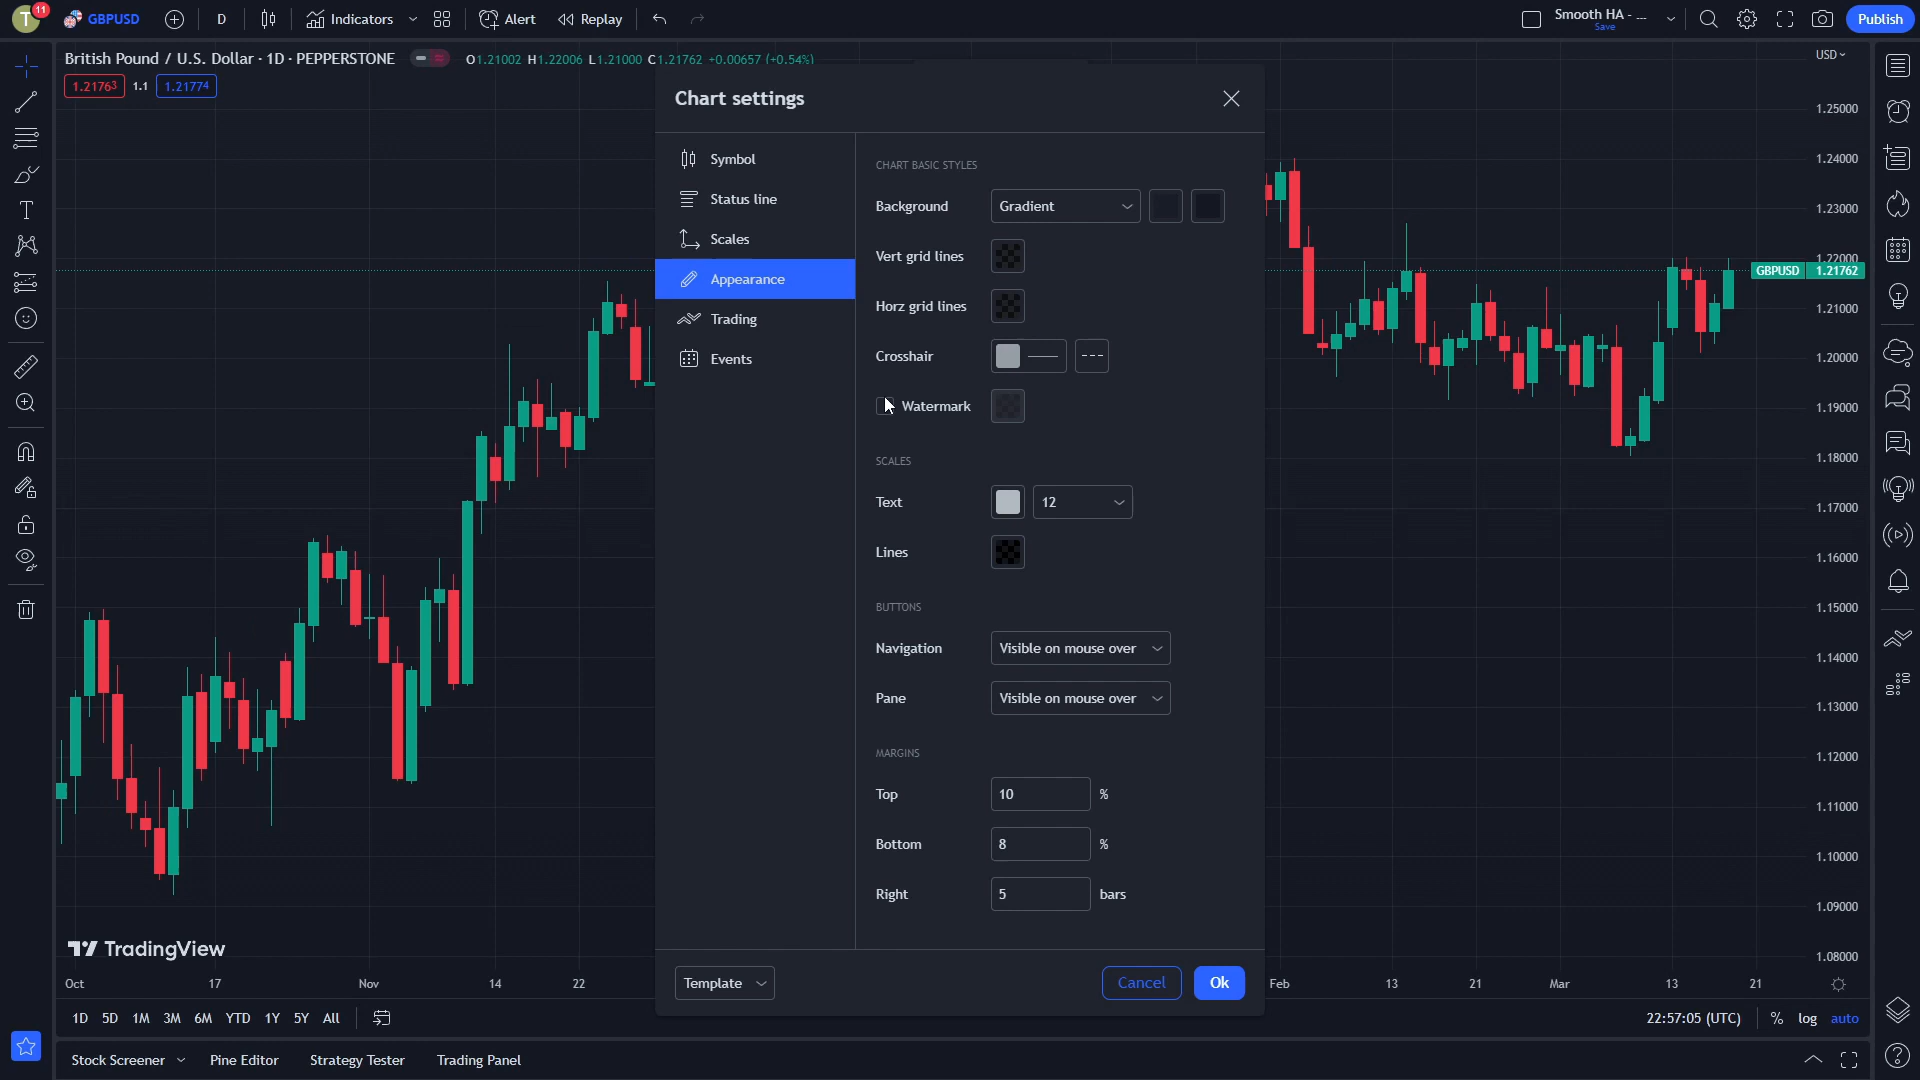 T
11
GBPUSD
D
Indicators
Alert
Replay
Smooth HA - ...
Save
Publish
British Pound / U.S. Dollar · 1D · PEPPERSTONE
O1.21002 H1.22006 L1.21000 C1.21762 +0.00657 (+0.54%)
USD
1.21763
1.1
1.21774
Chart settings
Symbol
Status line
Scales
Appearance
Trading
Events
CHART BASIC STYLES
Background
Gradient
Vert grid lines
Horz grid lines
Crosshair
Watermark
SCALES
Text
12
Lines
BUTTONS
Navigation
Visible on mouse over
Pane
Visible on mouse over
MARGINS
Top
10
%
Bottom
8
%
Right
5
bars
Template
Cancel
Ok
1.25000
1.24000
1.23000
1.22000
GBPUSD 1.21762
1.21000
1.20000
1.19000
1.18000
1.17000
1.16000
1.15000
1.14000
1.13000
1.12000
1.11000
1.10000
1.09000
1.08000
TradingView
Oct
17
Nov
14
22
Feb
13
21
Mar
13
21
1D
5D
1M
3M
6M
YTD
1Y
5Y
All
22:57:05 (UTC)
%
log
auto
Stock Screener
Pine Editor
Strategy Tester
Trading Panel